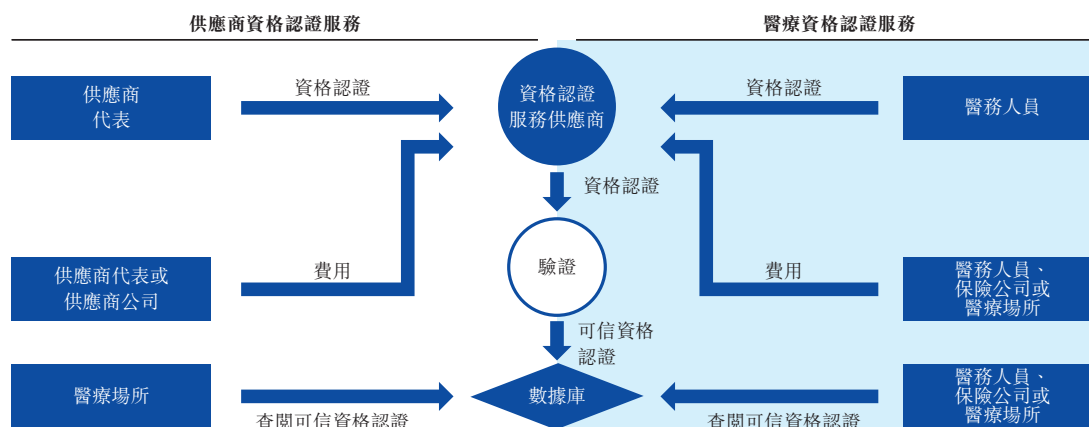 供應商資格認證服務
醫療資格認證服務
供應商
代表
資格認證
資格認證
服務供應商
資格認證
醫務人員
資格認證
供應商代表或
供應商公司
費用
驗證
費用
醫務人員、
保險公司或
醫療場所
可信資格
認證
醫療場所
查閱可信資格認證
數據庫
查閱可信資格認證
醫務人員、
保險公司或
醫療場所